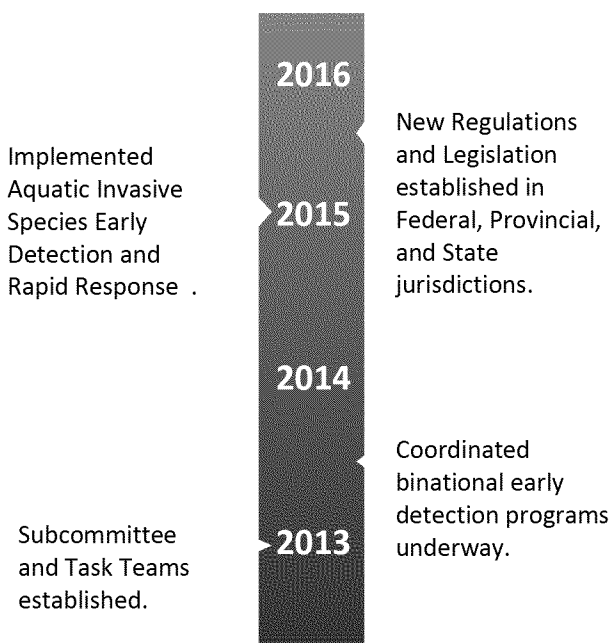 2016
New Regulations
and Legislation
established in
Federal, Provincial,
and State
jurisdictions.
Implemented
Aquatic Invasive
Species Early
Detection and
Rapid Response .
2015
2014
Coordinated
binational early
detection programs
underway.
Subcommittee
and Task Teams
established.
2013